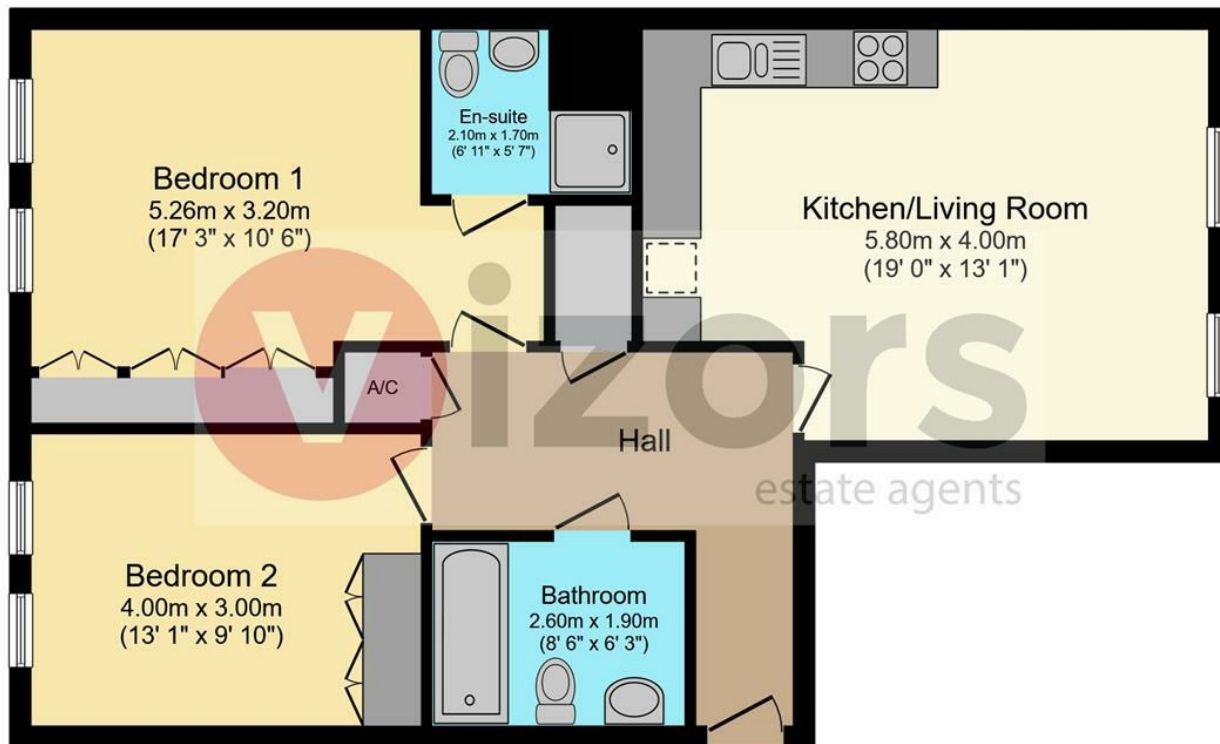 En-suite
2.10m x 1.70m
(6' 11" x 5' 7")
Bedroom 1
5.26m x 3.20m
(17' 3" x 10' 6")
Kitchen/Living Room
5.80m x 4.00m
(19' 0" x 13' 1")
A/C
vizors
estate agents
Hall
Bedroom 2
4.00m x 3.00m
(13' 1" x 9' 10")
Bathroom
2.60m x 1.90m
(8' 6" x 6' 3")